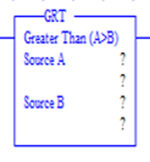 GRT
Greater Than (A>B)
Source A ?
?
Source B ?
?